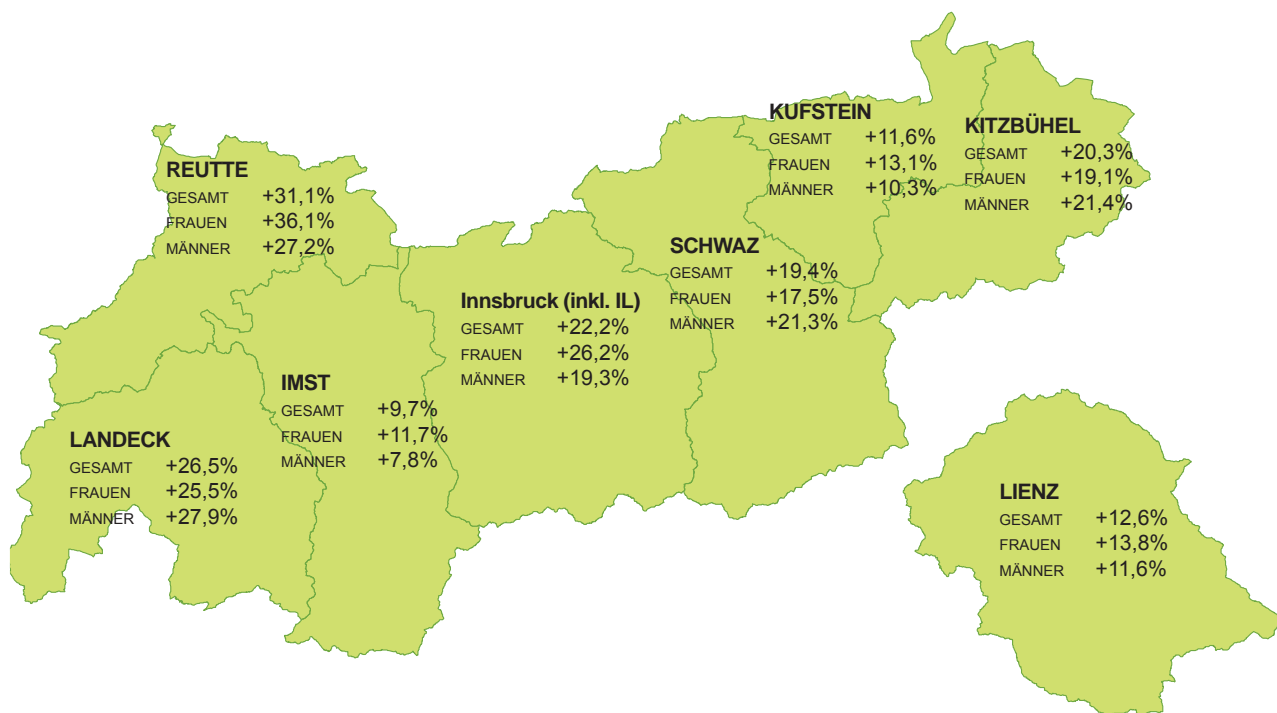 KUFSTEIN
GESAMT +11,6%
FRAUEN +13,1%
MÄNNER +10,3%
KITZBÜHEL
GESAMT +20,3%
FRAUEN +19,1%
MÄNNER +21,4%
REUTTE
GESAMT +31,1%
FRAUEN +36,1%
MÄNNER +27,2%
SCHWAZ
GESAMT +19,4%
FRAUEN +17,5%
MÄNNER +21,3%
Innsbruck (inkl. IL)
GESAMT +22,2%
FRAUEN +26,2%
MÄNNER +19,3%
IMST
GESAMT +9,7%
FRAUEN +11,7%
MÄNNER +7,8%
LANDECK
GESAMT +26,5%
FRAUEN +25,5%
MÄNNER +27,9%
LIENZ
GESAMT +12,6%
FRAUEN +13,8%
MÄNNER +11,6%